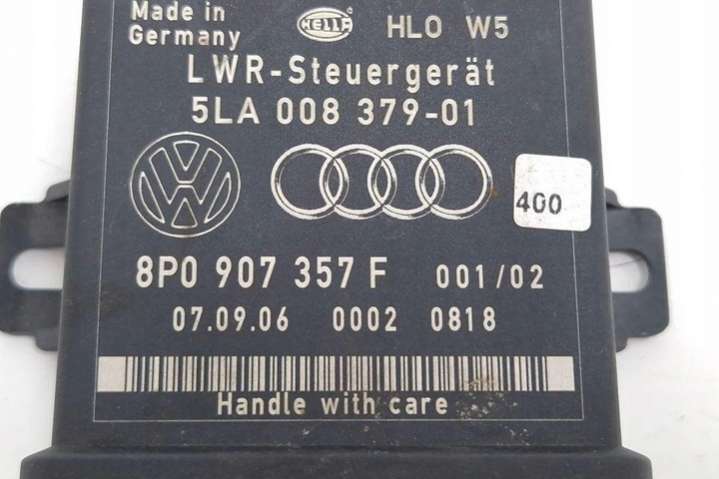 Made in
Germany
HELLA
HLO W5
LWR-Steuergerät
5LA 008 379-01
400
8P0 907 357 F 001/02
07.09.06 0002 0818
Handle with care